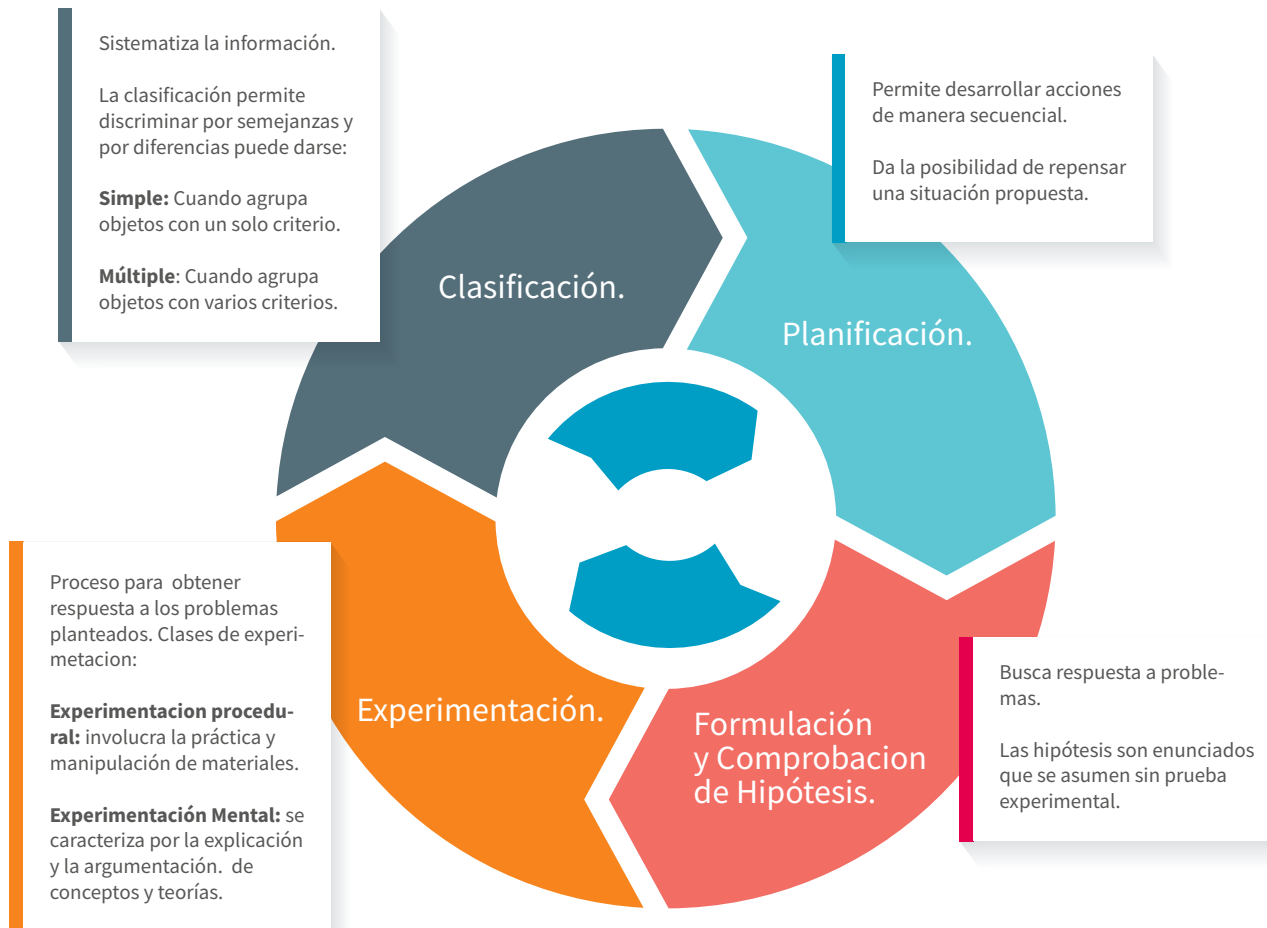 Sistematiza la información.
La clasificación permite
discriminar por semejanzas y
por diferencias puede darse:
Simple: Cuando agrupa
objetos con un solo criterio.
Múltiple: Cuando agrupa
objetos con varios criterios.
Permite desarrollar acciones
de manera secuencial.
Da la posibilidad de repensar
una situación propuesta.
Clasificación.
Planificación.
Proceso para  obtener
respuesta a los problemas
planteados. Clases de experi-
metacion:
Experimentacion procedu-
ral: involucra la práctica y
manipulación de materiales.
Experimentación Mental: se
caracteriza por la explicación
y la argumentación.  de
conceptos y teorías.
Experimentación.
Formulación
y Comprobacion
de Hipótesis.
Busca respuesta a proble-
mas.
Las hipótesis son enunciados
que se asumen sin prueba
experimental.